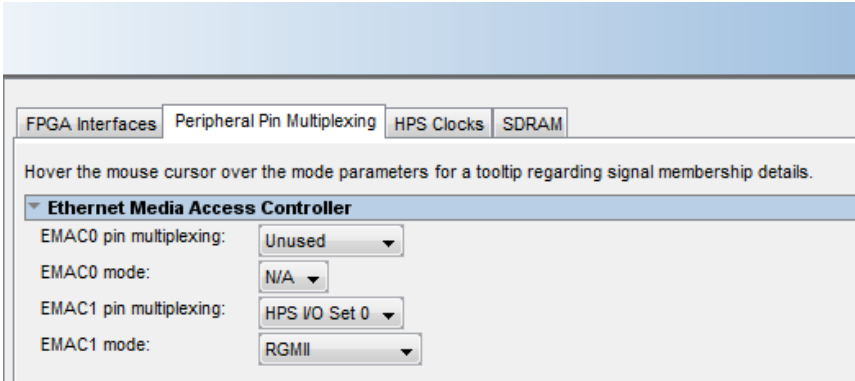 FPGA Interfaces Peripheral Pin Multiplexing HPS Clocks SDRAM
Hover the mouse cursor over the mode parameters for a tooltip regarding signal membership details.
Ethernet Media Access Controller
EMAC0 pin multiplexing: Unused
EMAC0 mode: N/A
EMAC1 pin multiplexing: HPS I/O Set 0
EMAC1 mode: RGMII